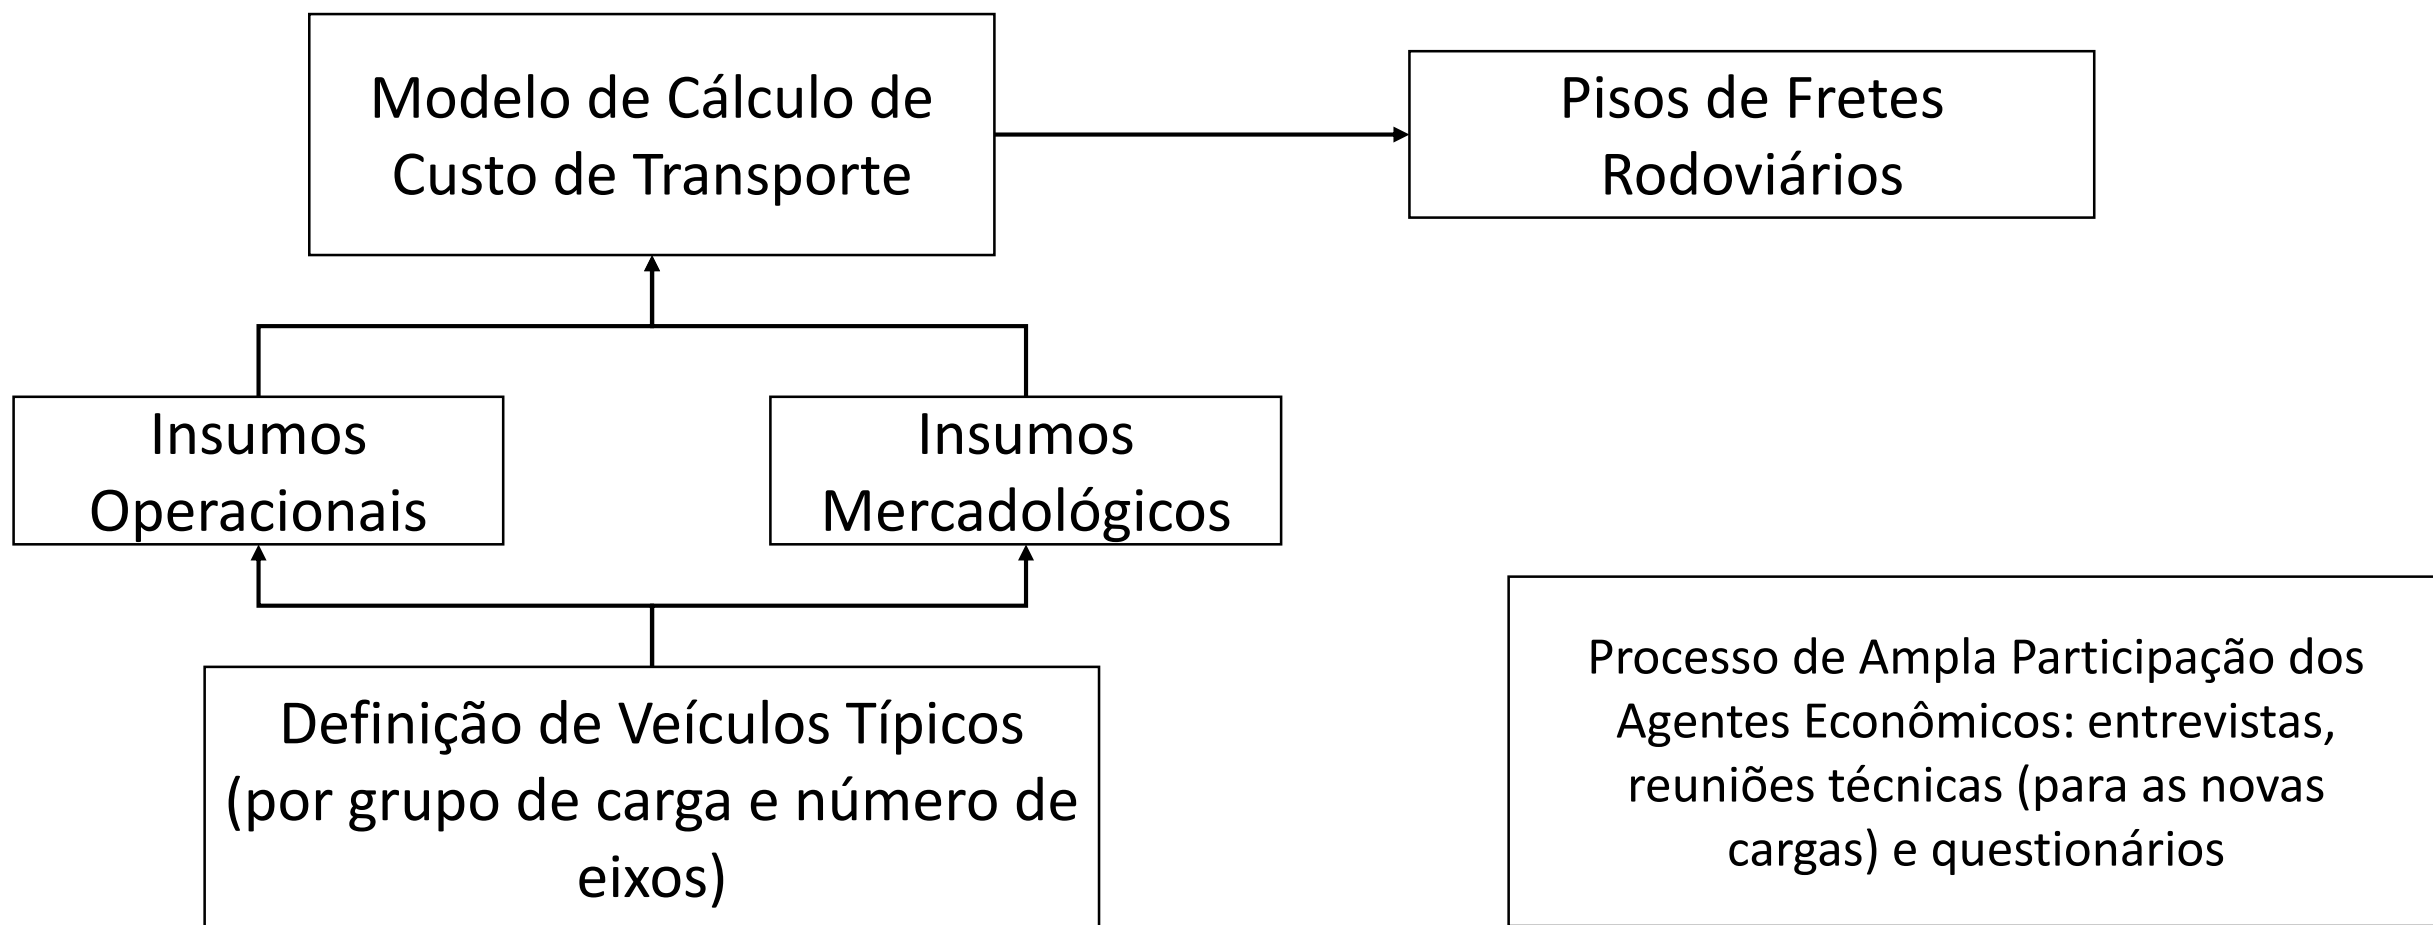 Modelo de Cálculo de
Custo de Transporte
Pisos de Fretes
Rodoviários
Insumos
Operacionais
Insumos
Mercadológicos
Definição de Veículos Típicos
(por grupo de carga e número de
eixos)
Processo de Ampla Participação dos
Agentes Econômicos: entrevistas,
reuniões técnicas (para as novas
cargas) e questionários